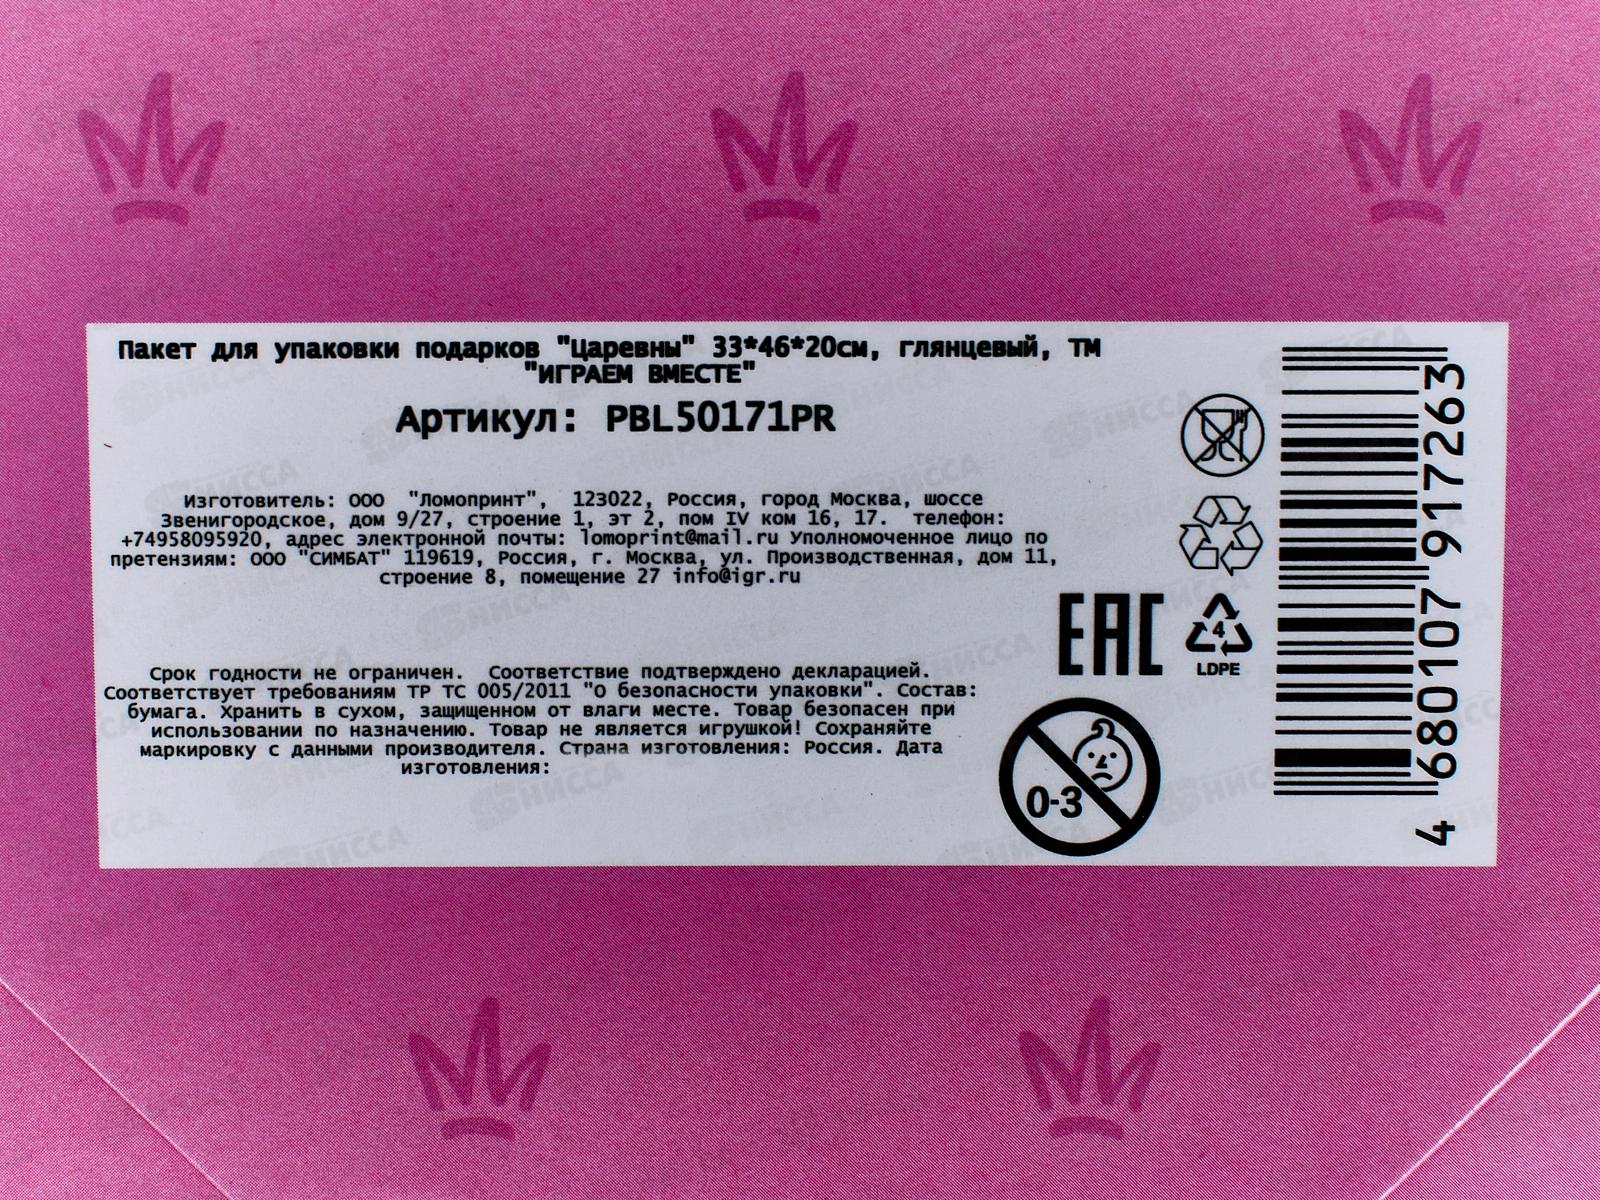 Пакет для упаковки подарков "Царевны" 33*46*20см, глянцевый, ТМ
"ИГРАЕМ ВМЕСТЕ"
Артикул: PBL50171PR
Изготовитель: ООО "Ломопринт", 123022, Россия, город Москва, шоссе
Звенигородское, дом 9/27, строение 1, эт 2, пом IV ком 16, 17. телефон:
+74958095920, адрес электронной почты: lomoprint@mail.ru Уполномоченное лицо по
претензиям: ООО "СИМБАТ" 119619, Россия, г. Москва, ул. Производственная, дом 11,
строение 8, помещение 27 info@igr.ru
Срок годности не ограничен. Соответствие подтверждено декларацией.
Соответствует требованиям ТР ТС 005/2011 "О безопасности упаковки". Состав:
бумага. Хранить в сухом, защищенном от влаги месте. Товар безопасен при
использовании по назначению. Товар не является игрушкой! Сохраняйте
маркировку с данными производителя. Страна изготовления: Россия. Дата
изготовления:
EAC
4
LDPE
0-3
4 680107 917263
НИССА